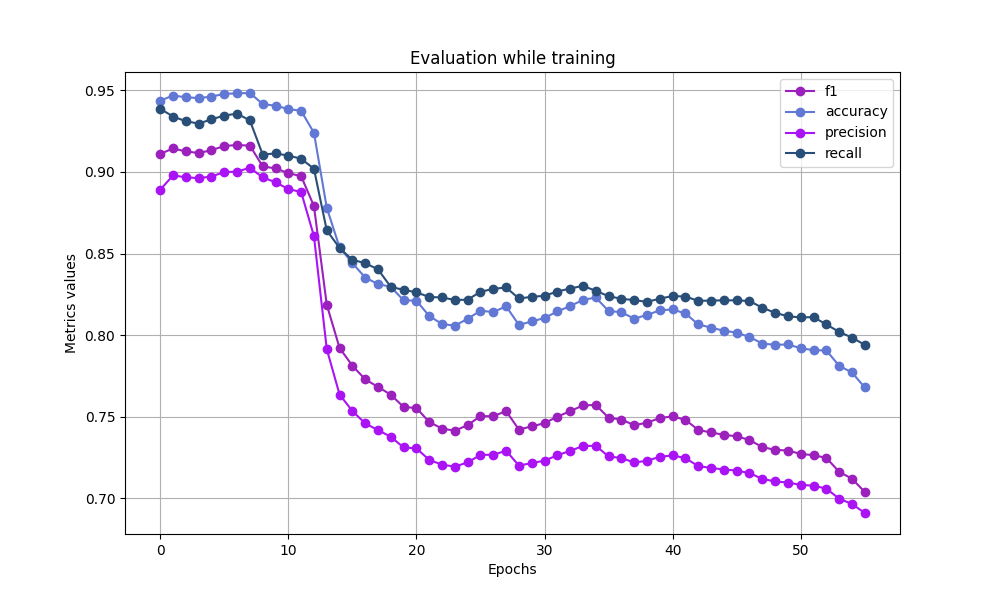 Evaluation while training
f1
accuracy
precision
recall
0.95
0.90
0.85
0.80
0.75
0.70
Metrics values
0 10 20 30 40 50
Epochs